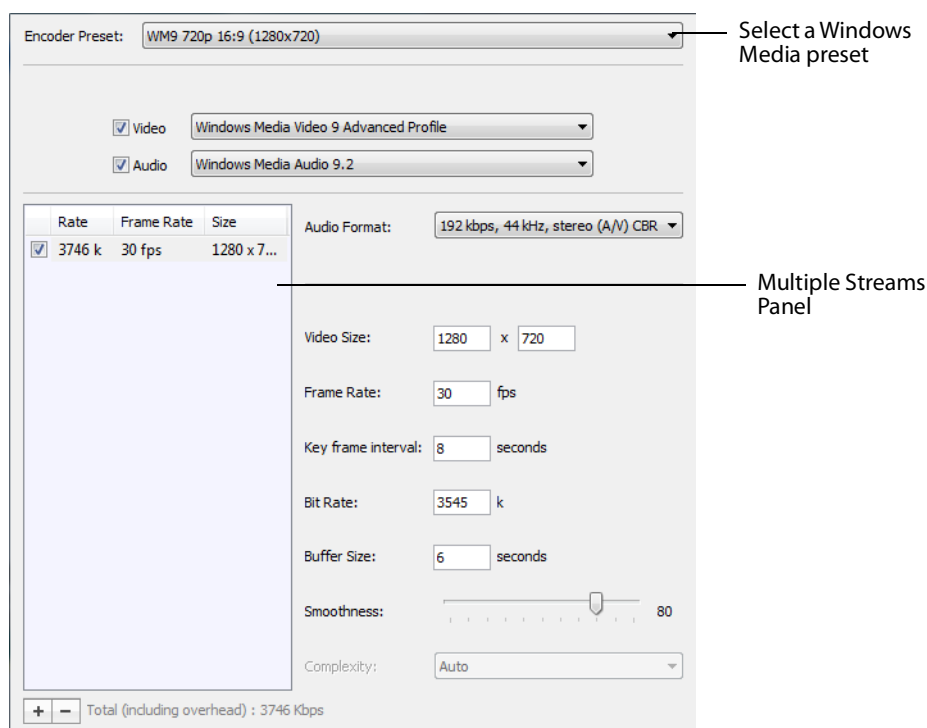 Encoder Preset: WM9 720p 16:9 (1280x720)
Select a Windows
Media preset
Video Windows Media Video 9 Advanced Profile
Audio Windows Media Audio 9.2
Rate Frame Rate Size
3746 k 30 fps 1280 x 7...
Audio Format: 192 kbps, 44 kHz, stereo (A/V) CBR
Multiple Streams
Panel
Video Size: 1280 x 720
Frame Rate: 30 fps
Key frame interval: 8 seconds
Bit Rate: 3545 k
Buffer Size: 6 seconds
Smoothness: 80
Complexity: Auto
+ − Total (including overhead) : 3746 Kbps